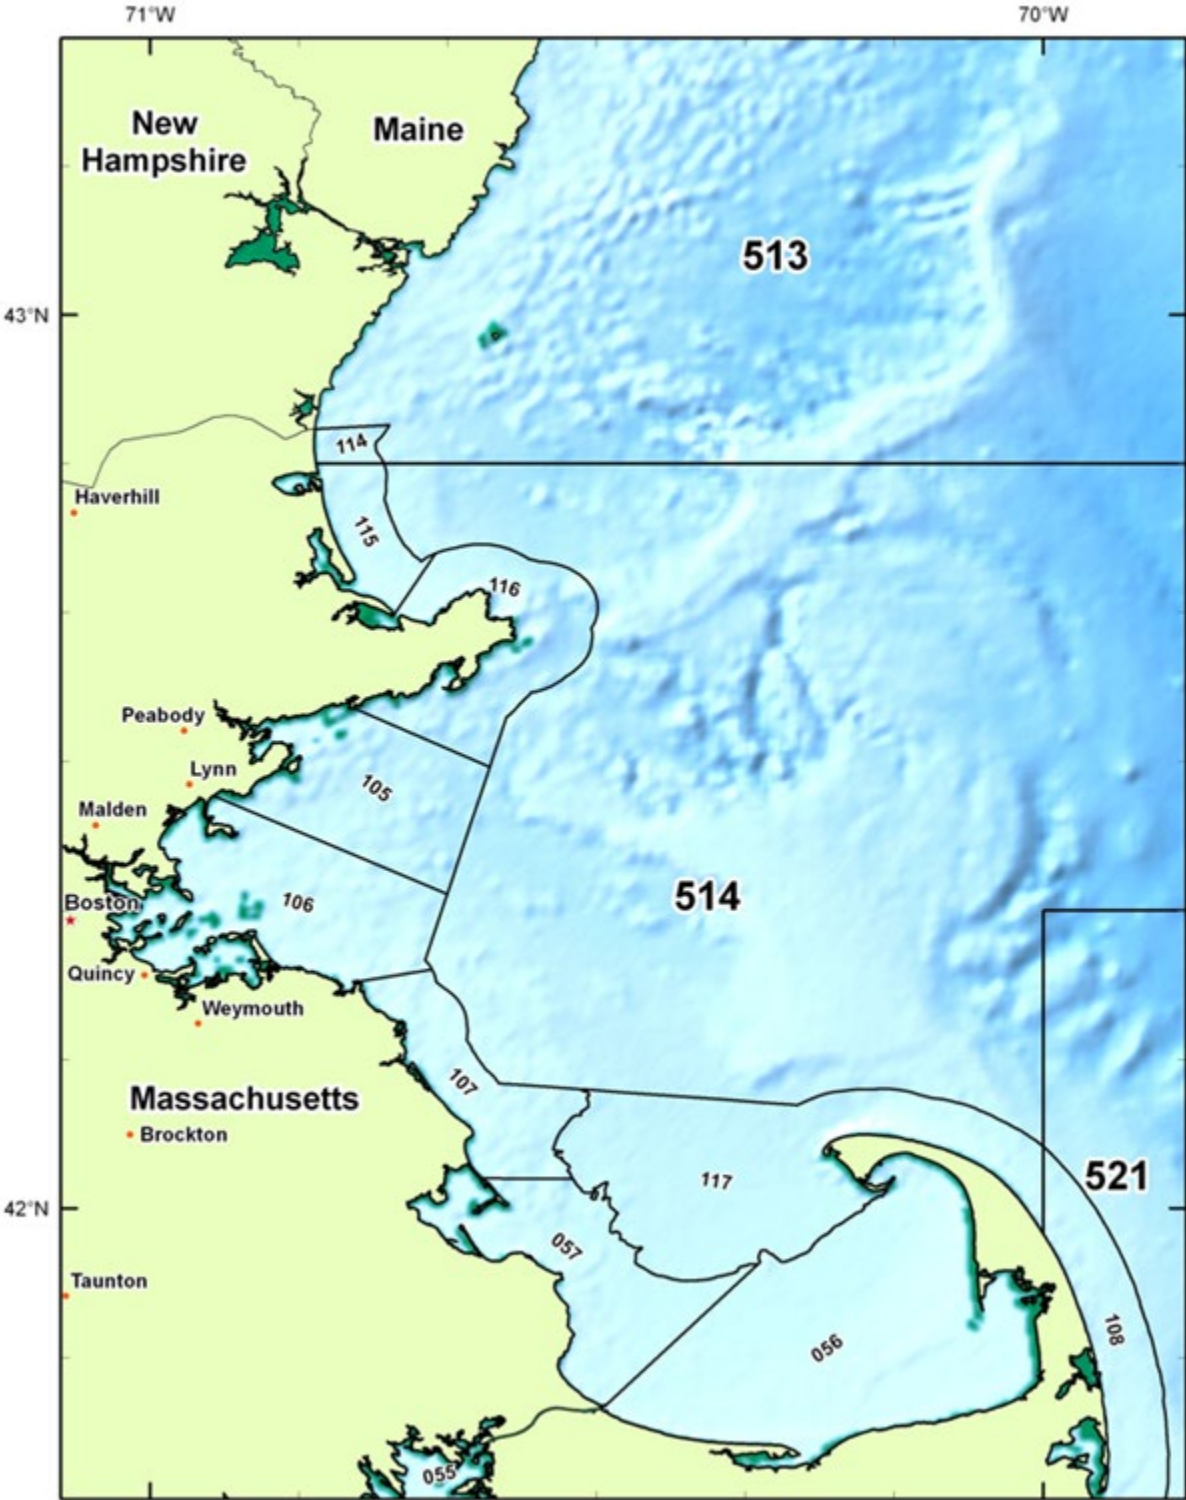 71°W
70°W
New
Hampshire
Maine
513
43°N
114
Haverhill
115
116
Peabody
Lynn
105
Malden
Boston
106
514
Quincy
Weymouth
107
Massachusetts
Brockton
117
521
42°N
057
Taunton
108
056
055